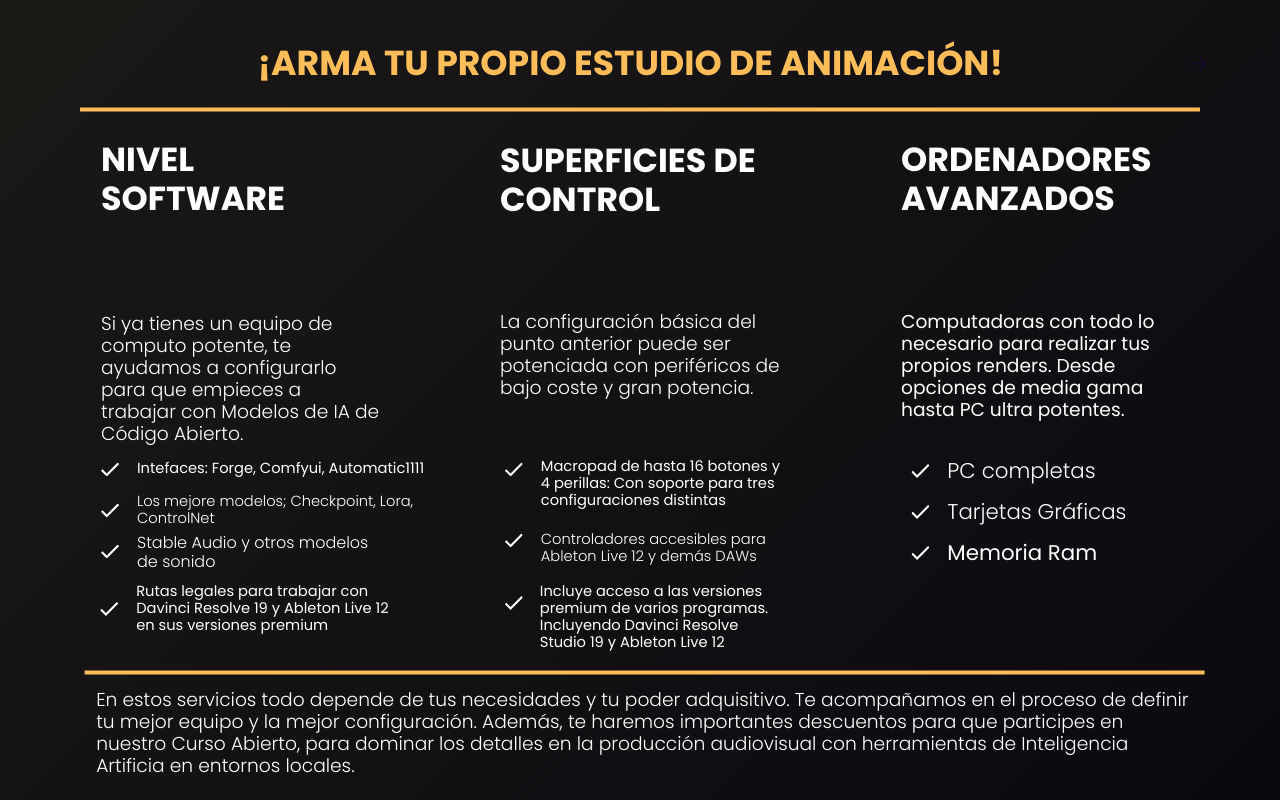 ¡ARMA TU PROPIO ESTUDIO DE ANIMACIÓN!
NIVEL
SOFTWARE
Si ya tienes un equipo de
computo potente, te
ayudamos a configurarlo
para que empieces a
trabajar con Modelos de IA de
Código Abierto.
Intefaces: Forge, Comfyui, Automatic1111
Los mejore modelos; Checkpoint, Lora,
ControlNet
Stable Audio y otros modelos
de sonido
Rutas legales para trabajar con
Davinci Resolve 19 y Ableton Live 12
en sus versiones premium
SUPERFICIES DE
CONTROL
La configuración básica del
punto anterior puede ser
potenciada con periféricos de
bajo coste y gran potencia.
Macropad de hasta 16 botones y
4 perillas: Con soporte para tres
configuraciones distintas
Controladores accesibles para
Ableton Live 12 y demás DAWs
Incluye acceso a las versiones
premium de varios programas.
Incluyendo Davinci Resolve
Studio 19 y Ableton Live 12
ORDENADORES
AVANZADOS
Computadoras con todo lo
necesario para realizar tus
propios renders. Desde
opciones de media gama
hasta PC ultra potentes.
PC completas
Tarjetas Gráficas
Memoria Ram
En estos servicios todo depende de tus necesidades y tu poder adquisitivo. Te acompañamos en el proceso de definir
tu mejor equipo y la mejor configuración. Además, te haremos importantes descuentos para que participes en
nuestro Curso Abierto, para dominar los detalles en la producción audiovisual con herramientas de Inteligencia
Artificia en entornos locales.